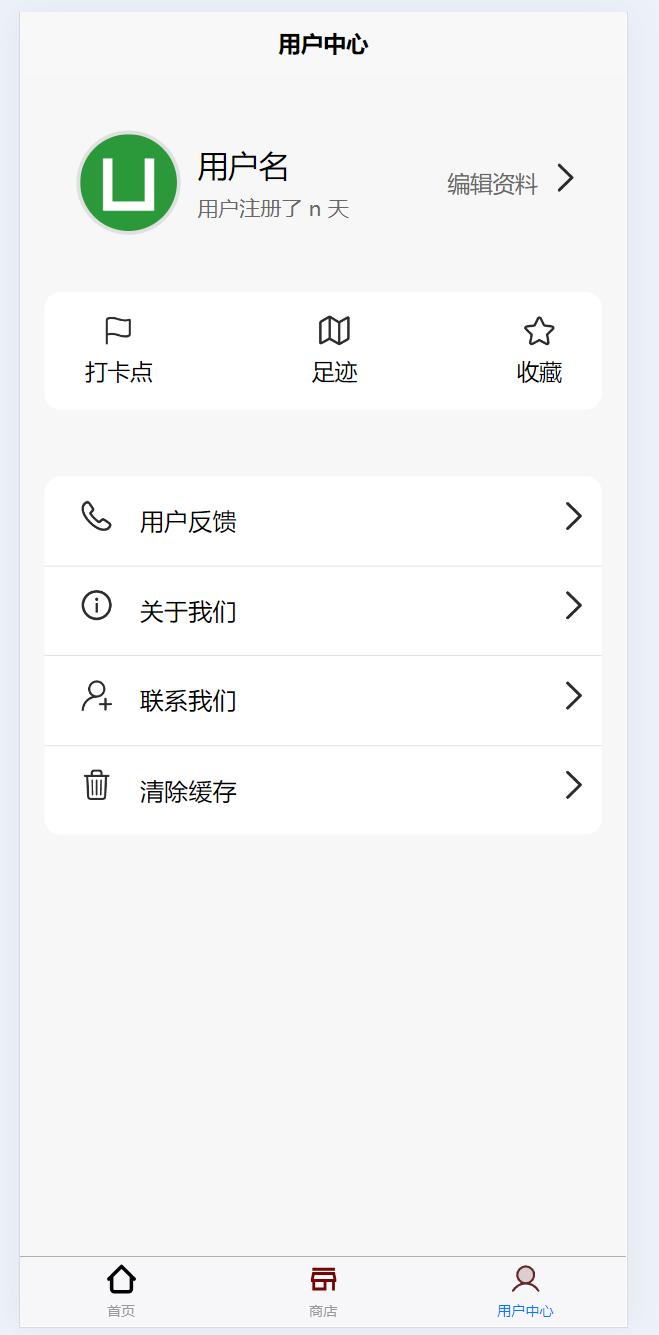 用户中心
用户名
用户注册了 n 天
编辑资料
打卡点
足迹
收藏
用户反馈
关于我们
联系我们
清除缓存
首页
商店
用户中心